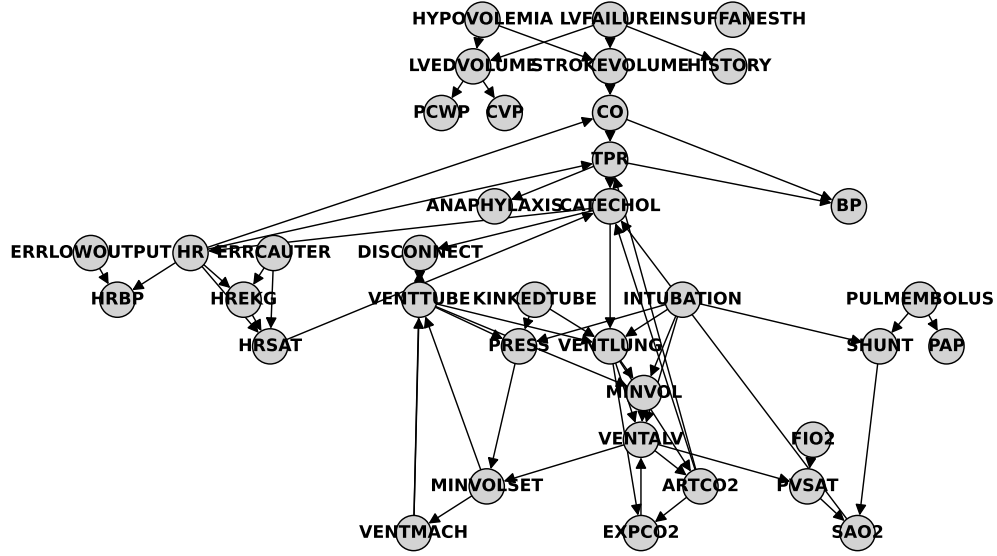 HYPOVOLEMIA LVFAILURE INSUFFANESTH
LVEDVOLUME STROKEVOLUME HISTORY
PCWP CVP CO
TPR
ANAPHYLAXIS CATECHOL BP
ERRLOWOUTPUT HR ERRCAUTER DISCONNECT
HRBP HREKG VENTTUBE KINKEDTUBE INTUBATION PULMEMBOLUS
HRSAT PRESS VENTLUNG SHUNT PAP
MINVOL
VENTALV FIO2
MINVOLSET ARTCO2 PVSAT
VENTMACH EXPCO2 SAO2